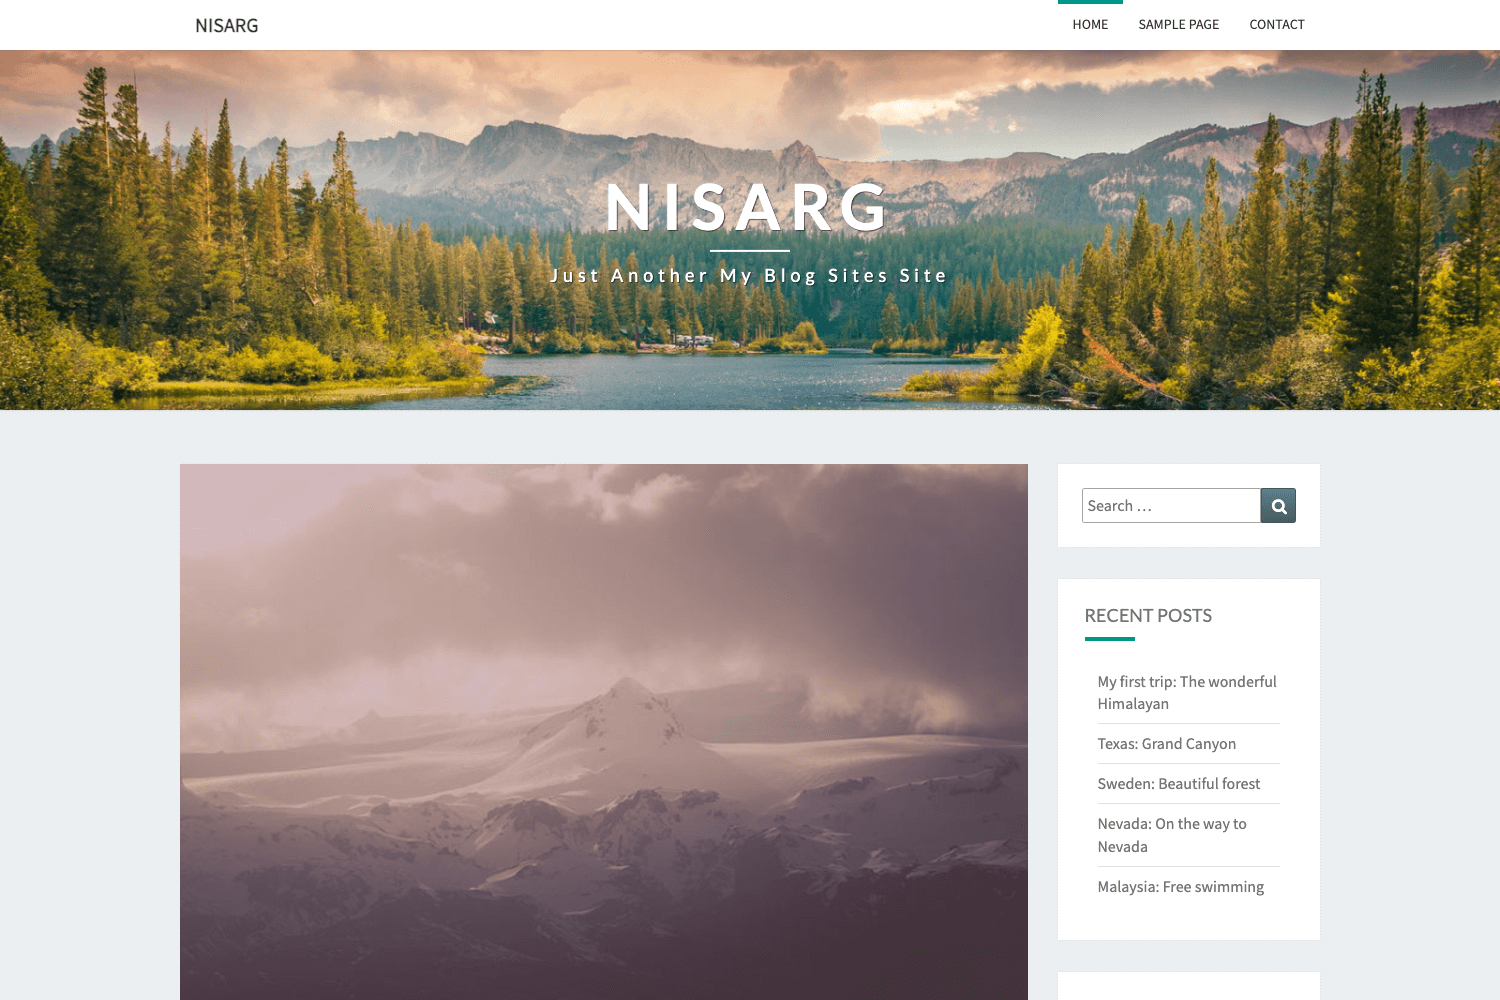 NISARG
HOME
SAMPLE PAGE
CONTACT
NISARG
Just Another My Blog Sites Site
Search …
RECENT POSTS
My first trip: The wonderful
Himalayan
Texas: Grand Canyon
Sweden: Beautiful forest
Nevada: On the way to
Nevada
Malaysia: Free swimming